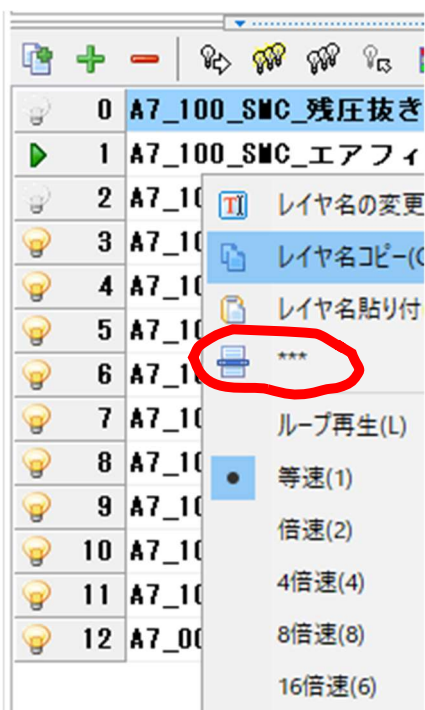 0 A7_100_SMC_残圧抜き
1 A7_100_SMC_エアフィ
2 A7_10
3 A7_10
4 A7_10
5 A7_10
6 A7_10
7 A7_10
8 A7_10
9 A7_10
10 A7_10
11 A7_10
12 A7_00
レイヤ名の変更
レイヤ名コピー(C
レイヤ名貼り付
***
ループ再生(L)
等速(1)
倍速(2)
4倍速(4)
8倍速(8)
16倍速(6)